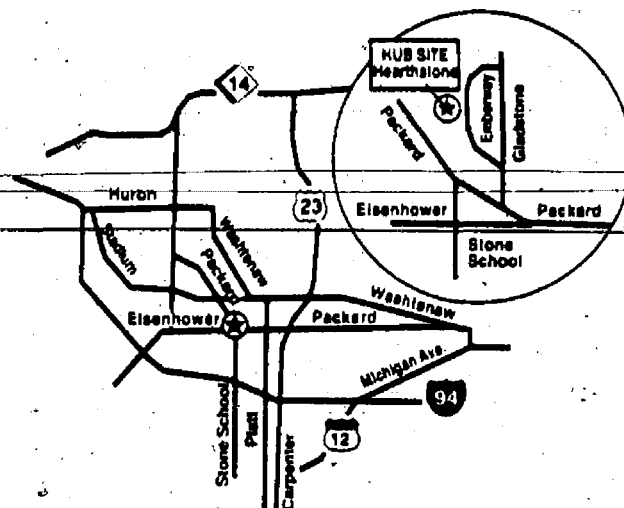 HUB SITE
Hearthstone
14
Packard
Emberway
Gladstone
Huron
23
Eisenhower
Packard
Stone
School
Stadium
Packard
Washtenaw
Washtenaw
Eisenhower
Packard
Michigan Ave.
94
12
Stone School
Platt
Carpenter